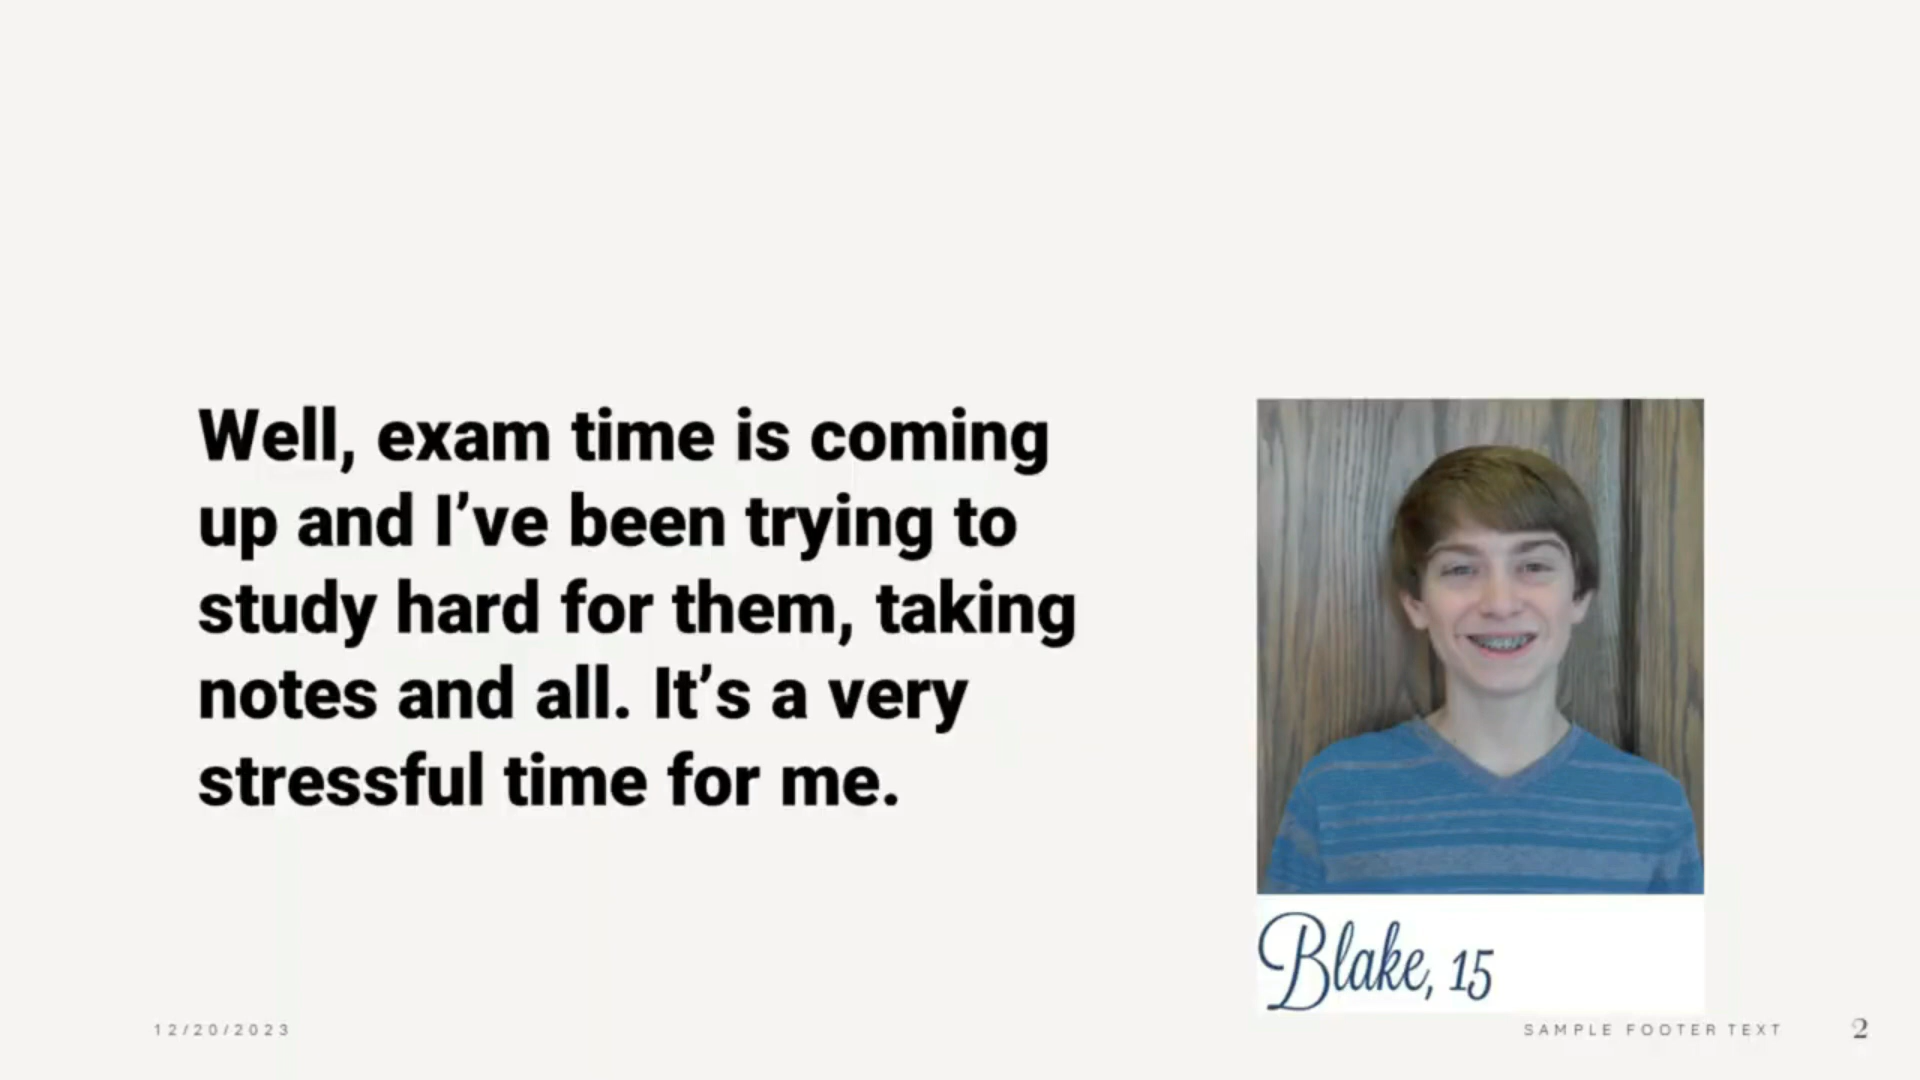 Well, exam time is coming
up and I’ve been trying to
study hard for them, taking
notes and all. It’s a very
stressful time for me.
Blake, 15
12/20/2023
SAMPLE FOOTER TEXT
2